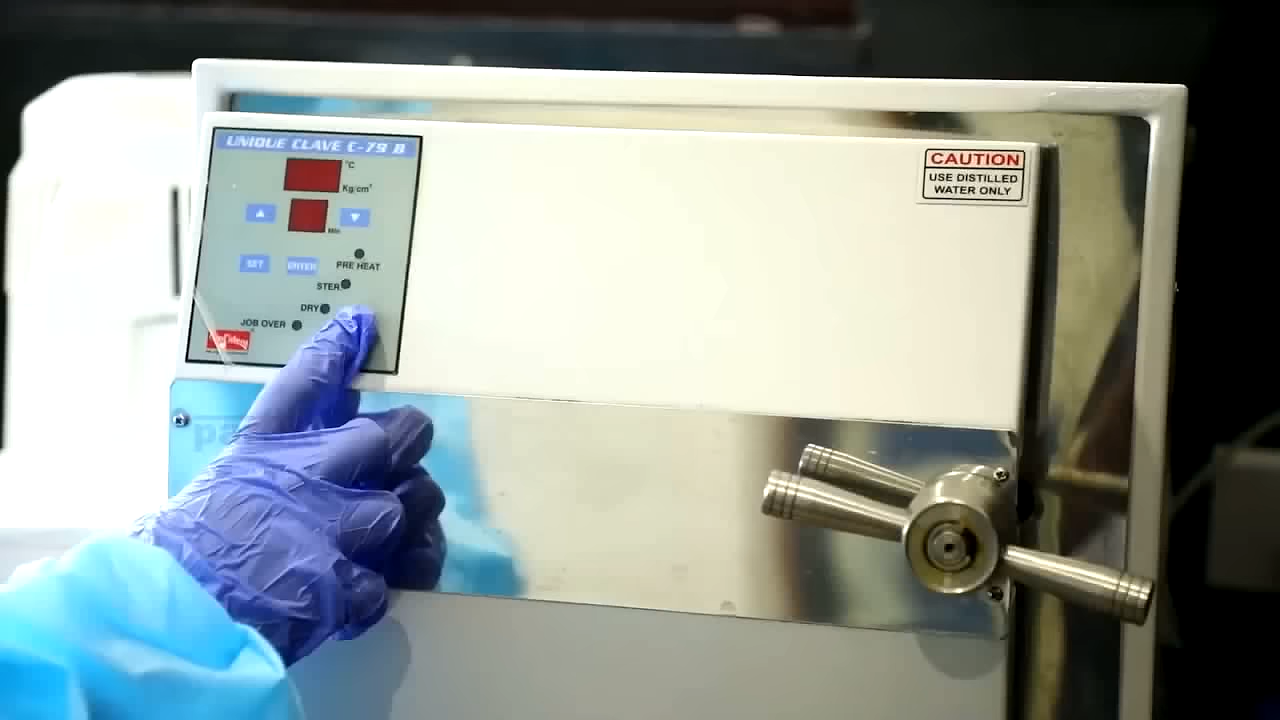 UNIQUE CLAVE C-79 B
°C
Kg/cm²
Min
SET
ENTER
PRE HEAT
STER
DRY
JOB OVER
CAUTION
USE DISTILLED
WATER ONLY